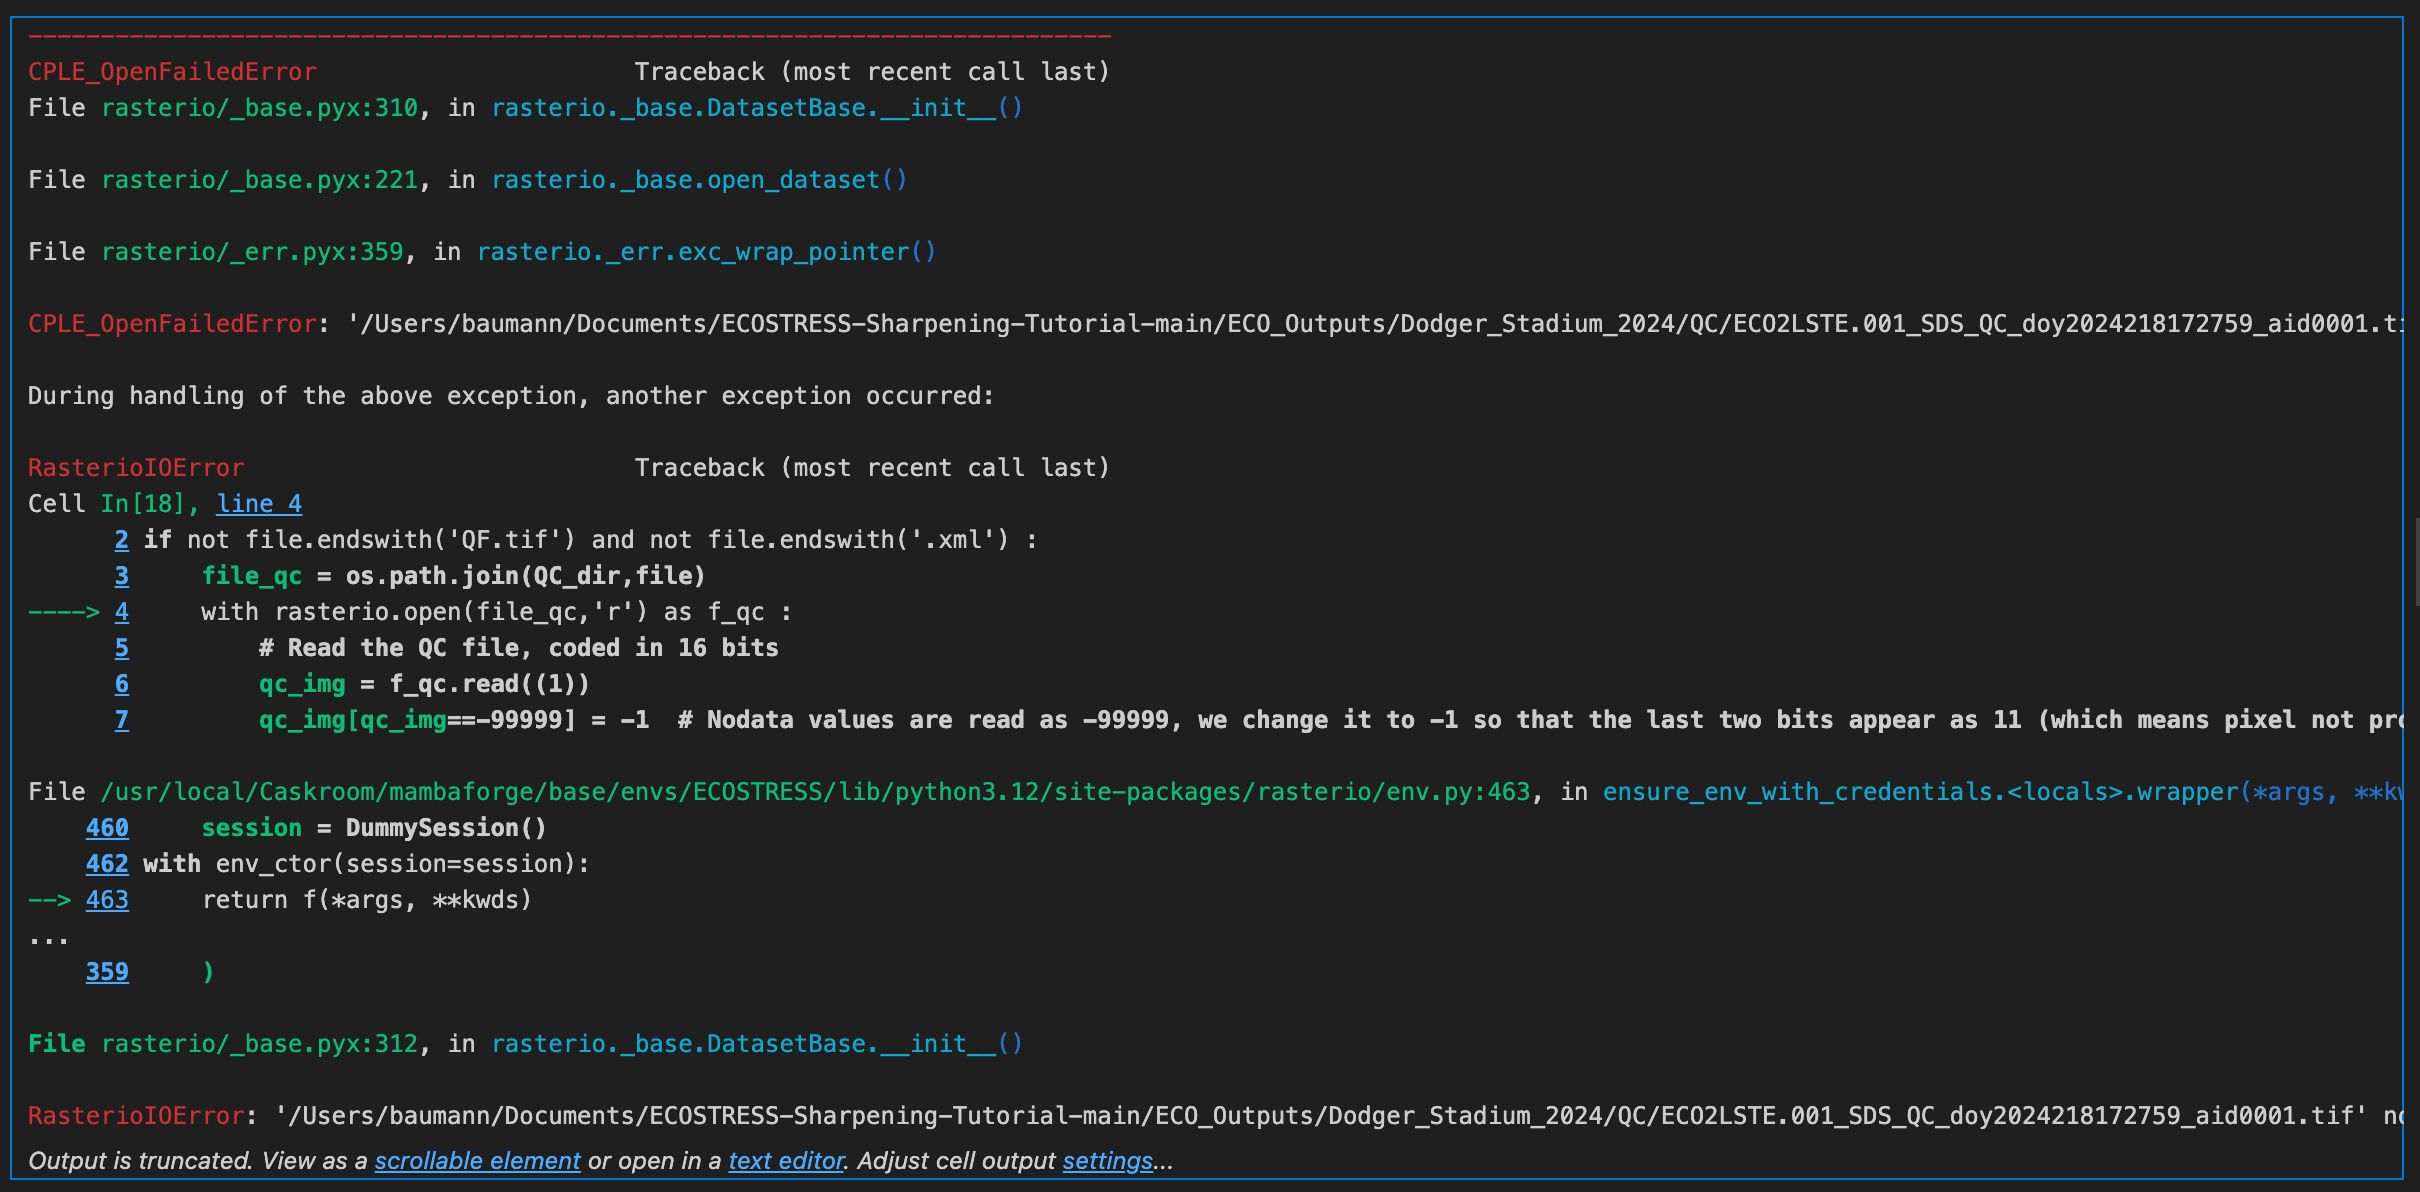 ---------------------------------------------------------------------------
CPLE_OpenFailedError                      Traceback (most recent call last)
File rasterio/_base.pyx:310, in rasterio._base.DatasetBase.__init__()
File rasterio/_base.pyx:221, in rasterio._base.open_dataset()
File rasterio/_err.pyx:359, in rasterio._err.exc_wrap_pointer()
CPLE_OpenFailedError: '/Users/baumann/Documents/ECOSTRESS-Sharpening-Tutorial-main/ECO_Outputs/Dodger_Stadium_2024/QC/ECO2LSTE.001_SDS_QC_doy2024218172759_aid0001.ti
During handling of the above exception, another exception occurred:
RasterioIOError                           Traceback (most recent call last)
Cell In[18], line 4
      2 if not file.endswith('QF.tif') and not file.endswith('.xml') :
      3     file_qc = os.path.join(QC_dir,file)
----> 4     with rasterio.open(file_qc,'r') as f_qc :
      5         # Read the QC file, coded in 16 bits
      6         qc_img = f_qc.read((1))
      7         qc_img[qc_img==-99999] = -1  # Nodata values are read as -99999, we change it to -1 so that the last two bits appear as 11 (which means pixel not pro
File /usr/local/Caskroom/mambaforge/base/envs/ECOSTRESS/lib/python3.12/site-packages/rasterio/env.py:463, in ensure_env_with_credentials.<locals>.wrapper(*args, **kw
    460     session = DummySession()
    462 with env_ctor(session=session):
--> 463     return f(*args, **kwds)
...
    359     )
File rasterio/_base.pyx:312, in rasterio._base.DatasetBase.__init__()
RasterioIOError: '/Users/baumann/Documents/ECOSTRESS-Sharpening-Tutorial-main/ECO_Outputs/Dodger_Stadium_2024/QC/ECO2LSTE.001_SDS_QC_doy2024218172759_aid0001.tif' no
Output is truncated. View as a scrollable element or open in a text editor. Adjust cell output settings...